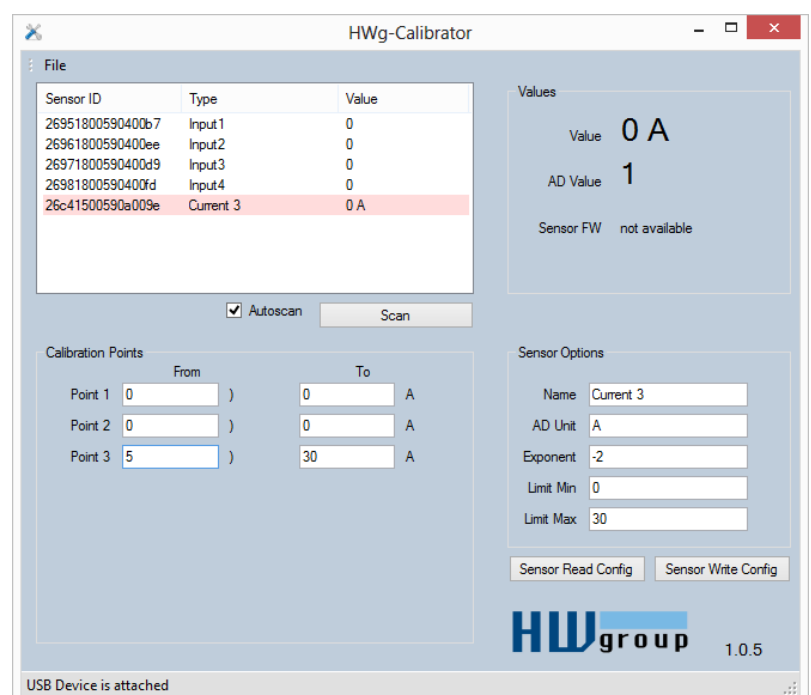 HWg-Calibrator
File
Sensor ID Type Value
26951800590400b7 Input1 0
26961800590400ee Input2 0
26971800590400d9 Input3 0
26981800590400fd Input4 0
26c41500590a009e Current 3 0 A
Autoscan Scan
Values
Value 0 A
AD Value 1
Sensor FW not available
Calibration Points
From To
Point 1 0 ) 0 A
Point 2 0 ) 0 A
Point 3 5 ) 30 A
Sensor Options
Name Current 3
AD Unit A
Exponent -2
Limit Min 0
Limit Max 30
Sensor Read Config Sensor Write Config
HW group 1.0.5
USB Device is attached